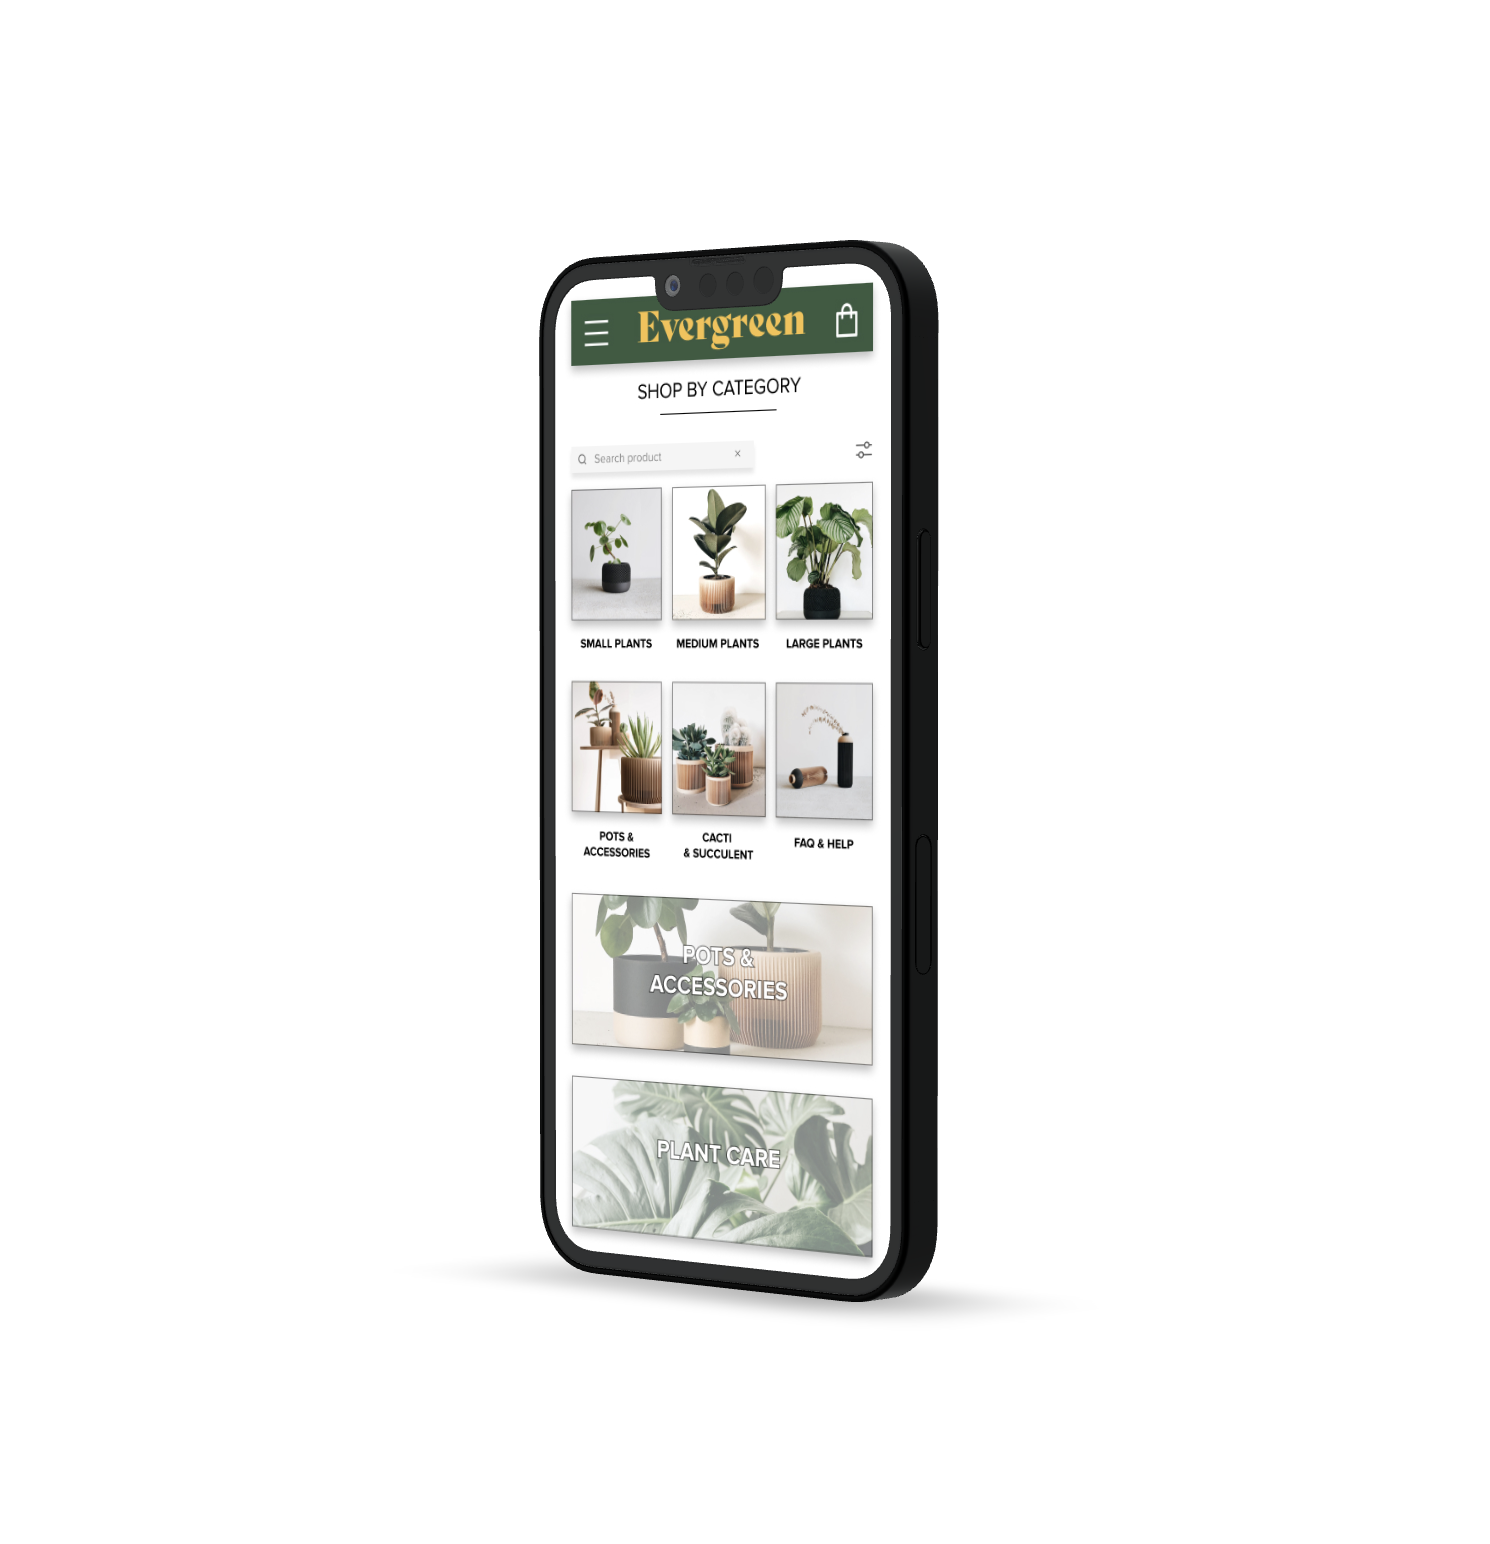 Evergreen
SHOP BY CATEGORY
Search product ×
SMALL PLANTS
MEDIUM PLANTS
LARGE PLANTS
POTS &
ACCESSORIES
CACTI
& SUCCULENT
FAQ & HELP
POTS &
ACCESSORIES
PLANT CARE